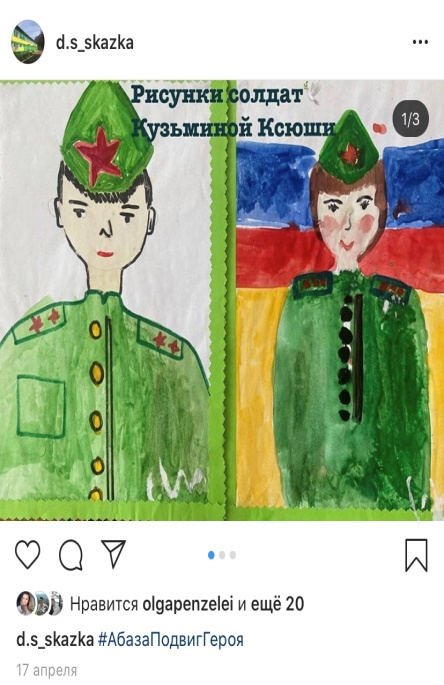 d.s_skazka
Рисунки солдат
Кузьминой Ксюши
1/3
Нравится olgapenzelei и ещё 20
d.s_skazka #АбазаПодвигГероя
17 апреля